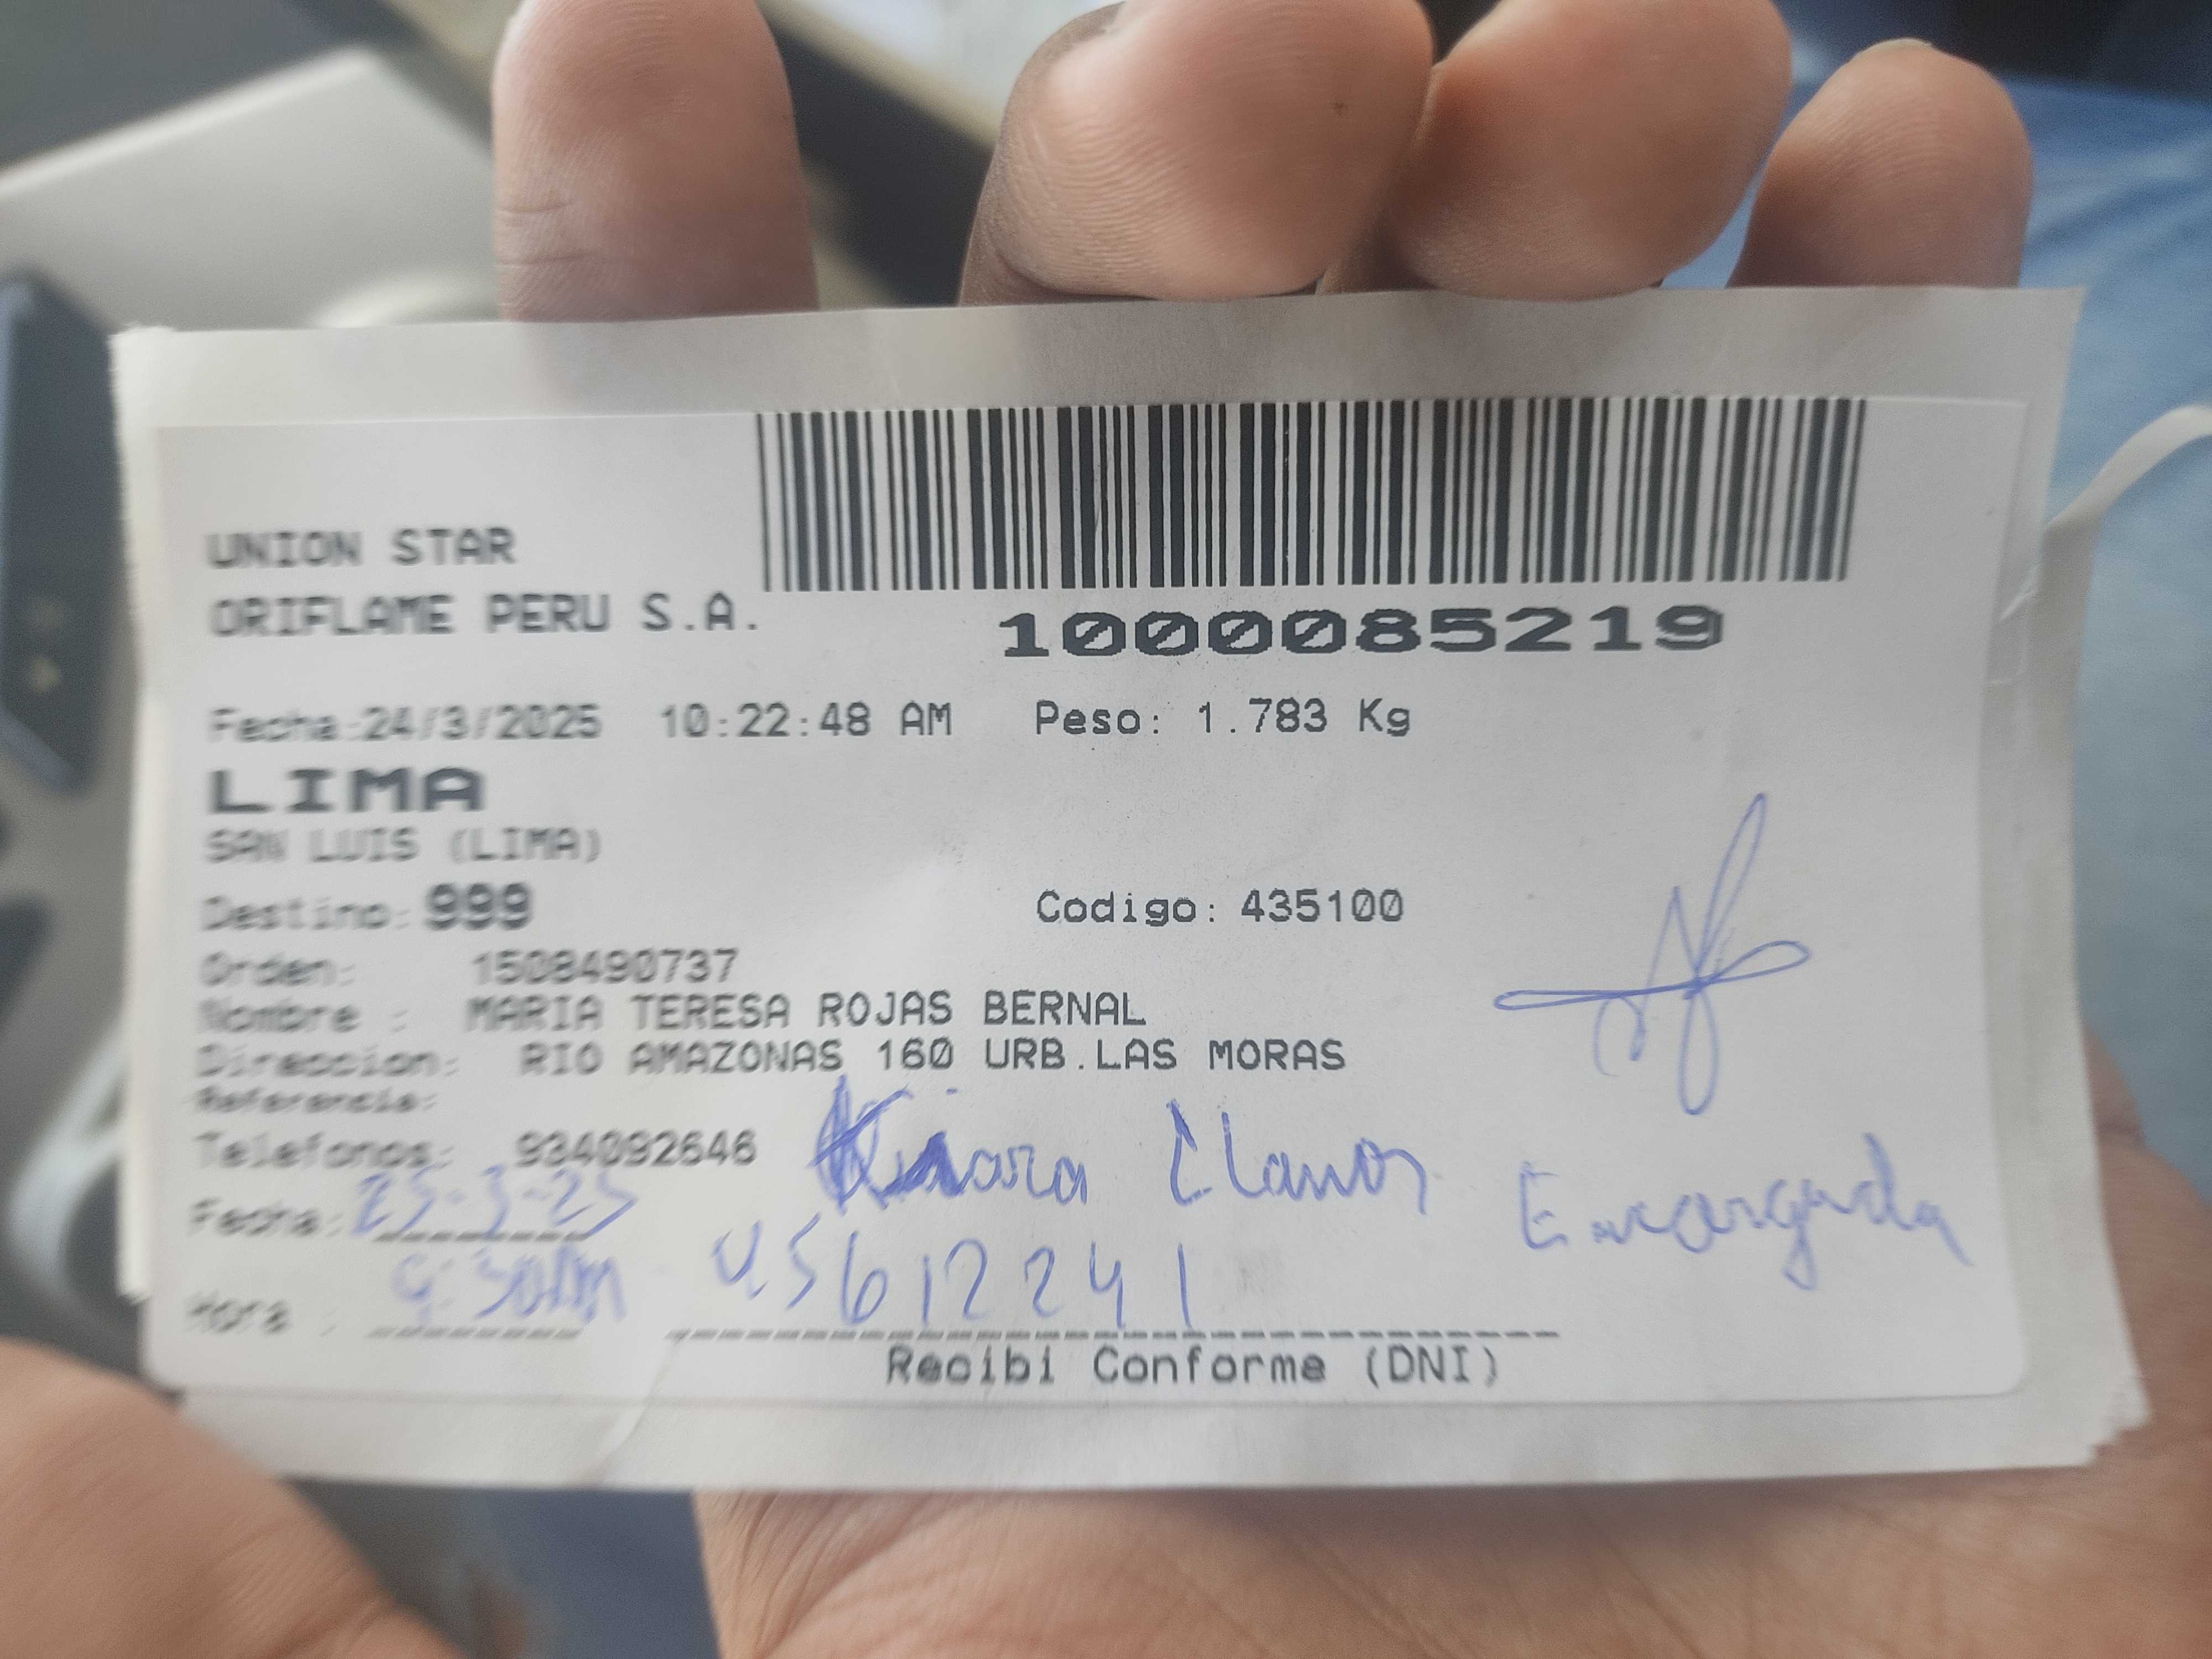 UNION STAR
ORIFLAME PERU S.A.
1000085219
Fecha:24/3/2025 10:22:48 AM Peso: 1.783 Kg
LIMA
SAN LUIS (LIMA)
Destino: 999 Codigo: 435100
Orden: 1508490737
Nombre : MARIA TERESA ROJAS BERNAL
Direccion: RIO AMAZONAS 160 URB.LAS MORAS
Referencia:
Telefonos: 934092646
Kiara Llanos Encargada
Fecha: 25-3-25
45612241
Hora :
Recibi Conforme (DNI)